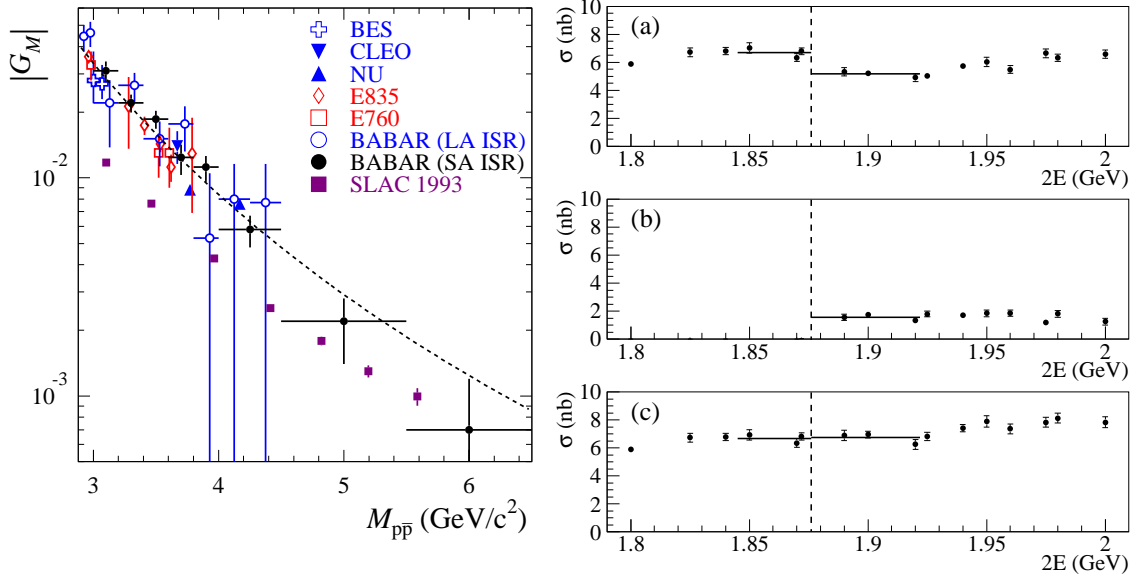 |G_M|
10^-2
10^-3
BES
CLEO
NU
E835
E760
BABAR (LA ISR)
BABAR (SA ISR)
SLAC 1993
3 4 5 6
M_pp̅ (GeV/c²)
(a)
σ (nb)
10
8
6
4
2
0
1.8 1.85 1.9 1.95 2
2E (GeV)
(b)
σ (nb)
10
8
6
4
2
0
1.8 1.85 1.9 1.95 2
2E (GeV)
(c)
σ (nb)
10
8
6
4
2
0
1.8 1.85 1.9 1.95 2
2E (GeV)